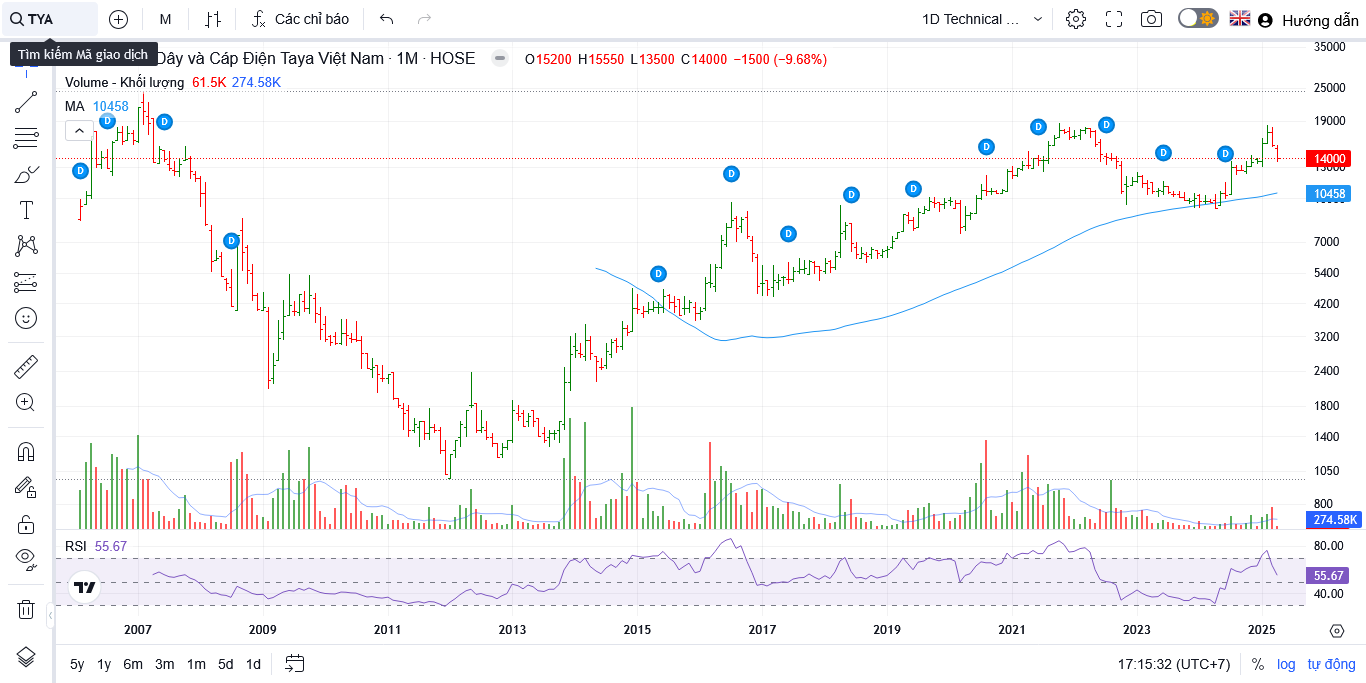 TYA M Các chỉ báo 1D Technical ... Hướng dẫn
Tìm kiếm Mã giao dịch
Dây và Cáp Điện Taya Việt Nam · 1M · HOSE O15200 H15550 L13500 C14000 −1500 (−9.68%)
Volume - Khối lượng 61.5K 274.58K
MA 10458
D D D D D D D D D D D D D D
35000
25000
19000
14000
13000
10458
7000
5400
4200
3200
2400
1800
1400
1050
800
274.58K
RSI 55.67
80.00
55.67
40.00
2007 2009 2011 2013 2015 2017 2019 2021 2023 2025
5y 1y 6m 3m 1m 5d 1d 17:15:32 (UTC+7) % log tự động